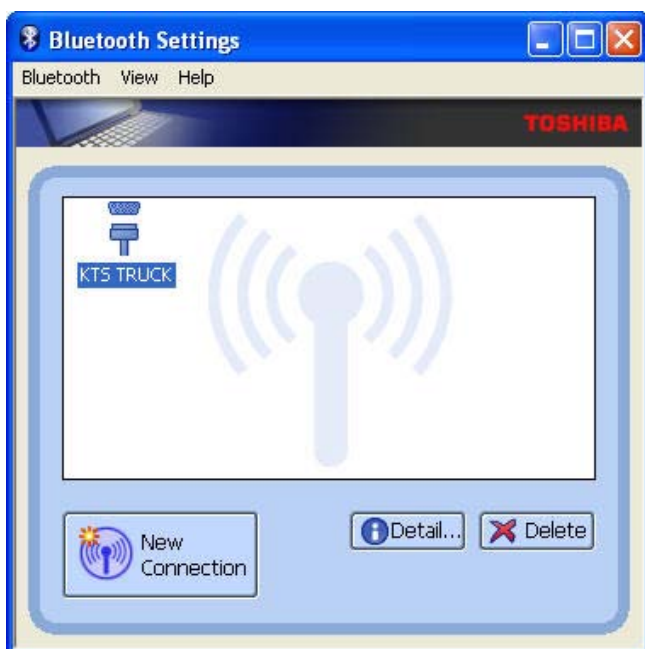 Bluetooth Settings
Bluetooth View Help
TOSHIBA
KTS TRUCK
New
Connection
Detail...
Delete